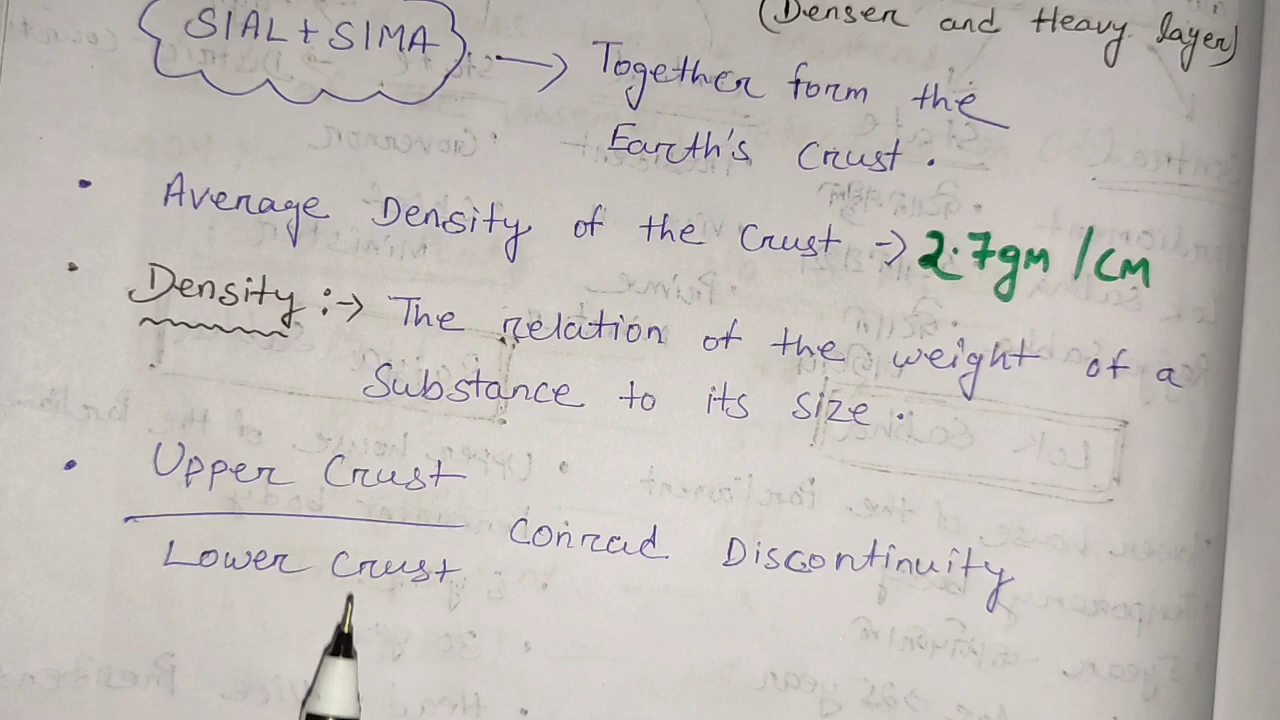 (Denser and Heavy layer)
SIAL + SIMA → Together form the
Earth's Crust.
• Average Density of the Crust → 2.7gm/cm
• Density :→ The relation of the weight of a
Substance to its size.
• Upper Crust
Conrad Discontinuity
Lower Crust